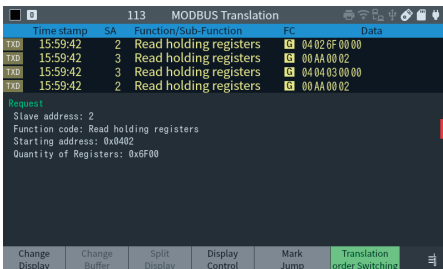 0 113 MODBUS Translation
Time stamp SA Function/Sub-Function FC Data
TXD 15:59:42 2 Read holding registers G 04 02 6F 00 00
TXD 15:59:42 3 Read holding registers G 00 AA 00 02
TXD 15:59:42 3 Read holding registers G 04 04 03 00 00
TXD 15:59:42 2 Read holding registers G 00 AA 00 02
Request
Slave address: 2
Function code: Read holding registers
Starting address: 0x0402
Quantity of Registers: 0x6F00
Change Display Change Buffer Split Display Display Control Mark Jump Translation order Switching